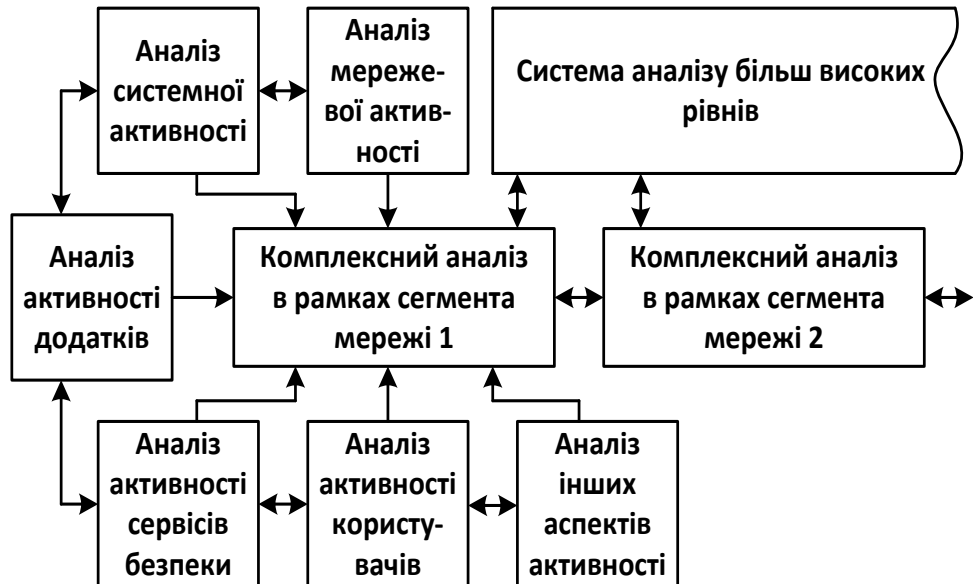 Аналіз
системної
активності
Аналіз
мереже-
вої актив-
ності
Система аналізу більш високих
рівнів
Аналіз
активності
додатків
Комплексний аналіз
в рамках сегмента
мережі 1
Комплексний аналіз
в рамках сегмента
мережі 2
Аналіз
активності
сервісів
безпеки
Аналіз
активності
користу-
вачів
Аналіз
інших
аспектів
активності